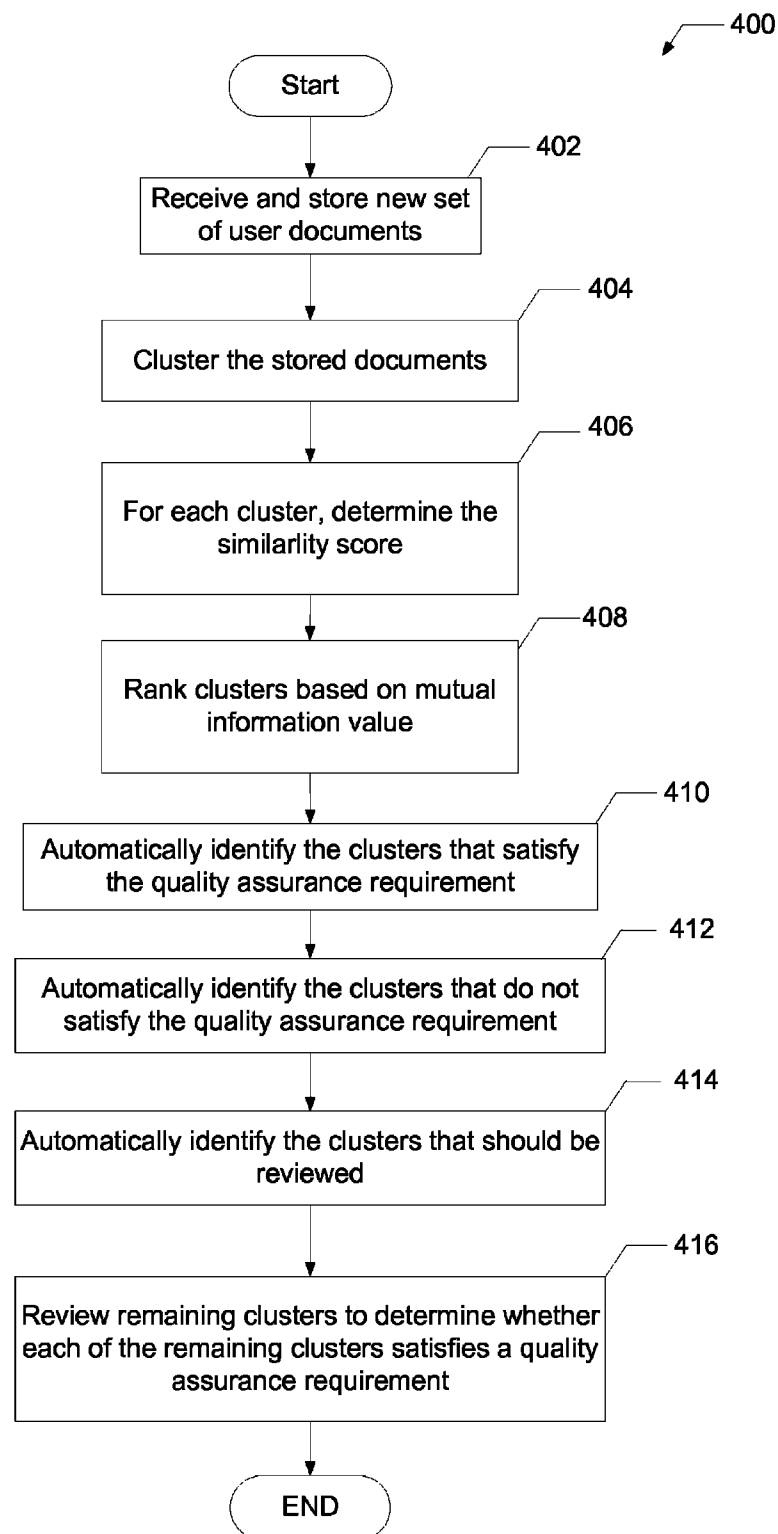 400
Start
402
Receive and store new set
of user documents
404
Cluster the stored documents
406
For each cluster, determine the
similarlity score
408
Rank clusters based on mutual
information value
410
Automatically identify the clusters that satisfy
the quality assurance requirement
412
Automatically identify the clusters that do not
satisfy the quality assurance requirement
414
Automatically identify the clusters that should be
reviewed
416
Review remaining clusters to determine whether
each of the remaining clusters satisfies a quality
assurance requirement
END